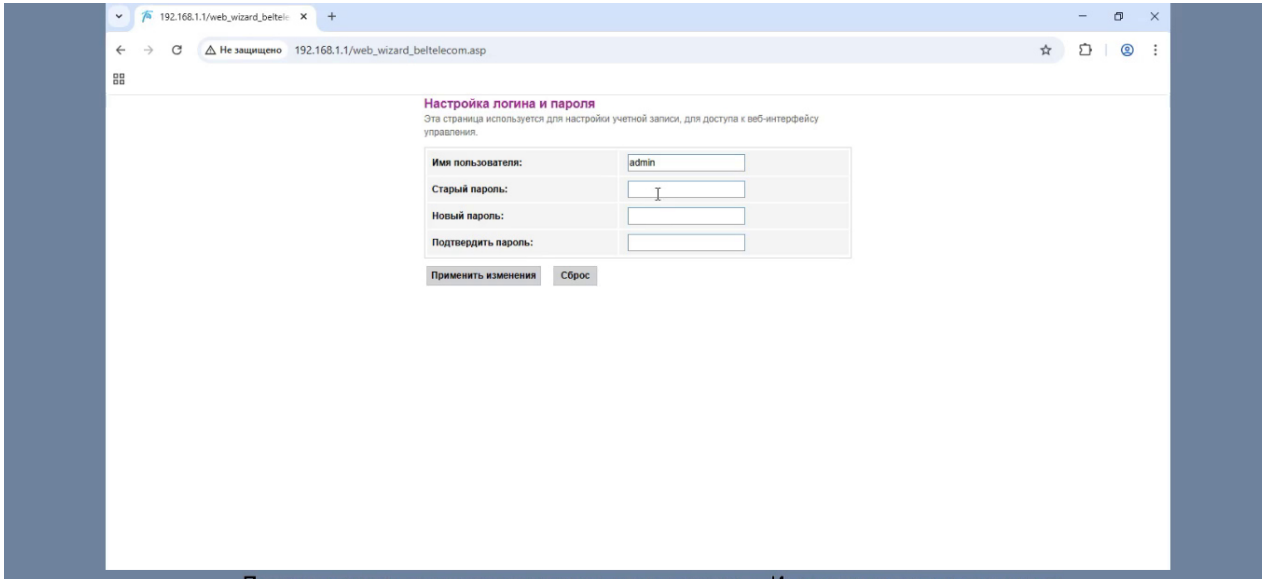 192.168.1.1/web_wizard_beltele
Не защищено 192.168.1.1/web_wizard_beltelecom.asp
Настройка логина и пароля
Эта страница используется для настройки учетной записи, для доступа к веб-интерфейсу
управления.
Имя пользователя: admin
Старый пароль:
Новый пароль:
Подтвердить пароль:
Применить изменения Сброс